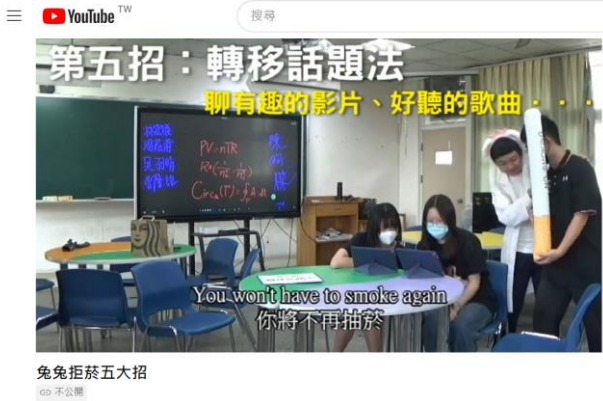 YouTube TW
搜尋
第五招：轉移話題法
聊有趣的影片、好聽的歌曲．．．
PV=nTR
You won't have to smoke again
你將不再抽菸
兔兔拒菸五大招
不公開